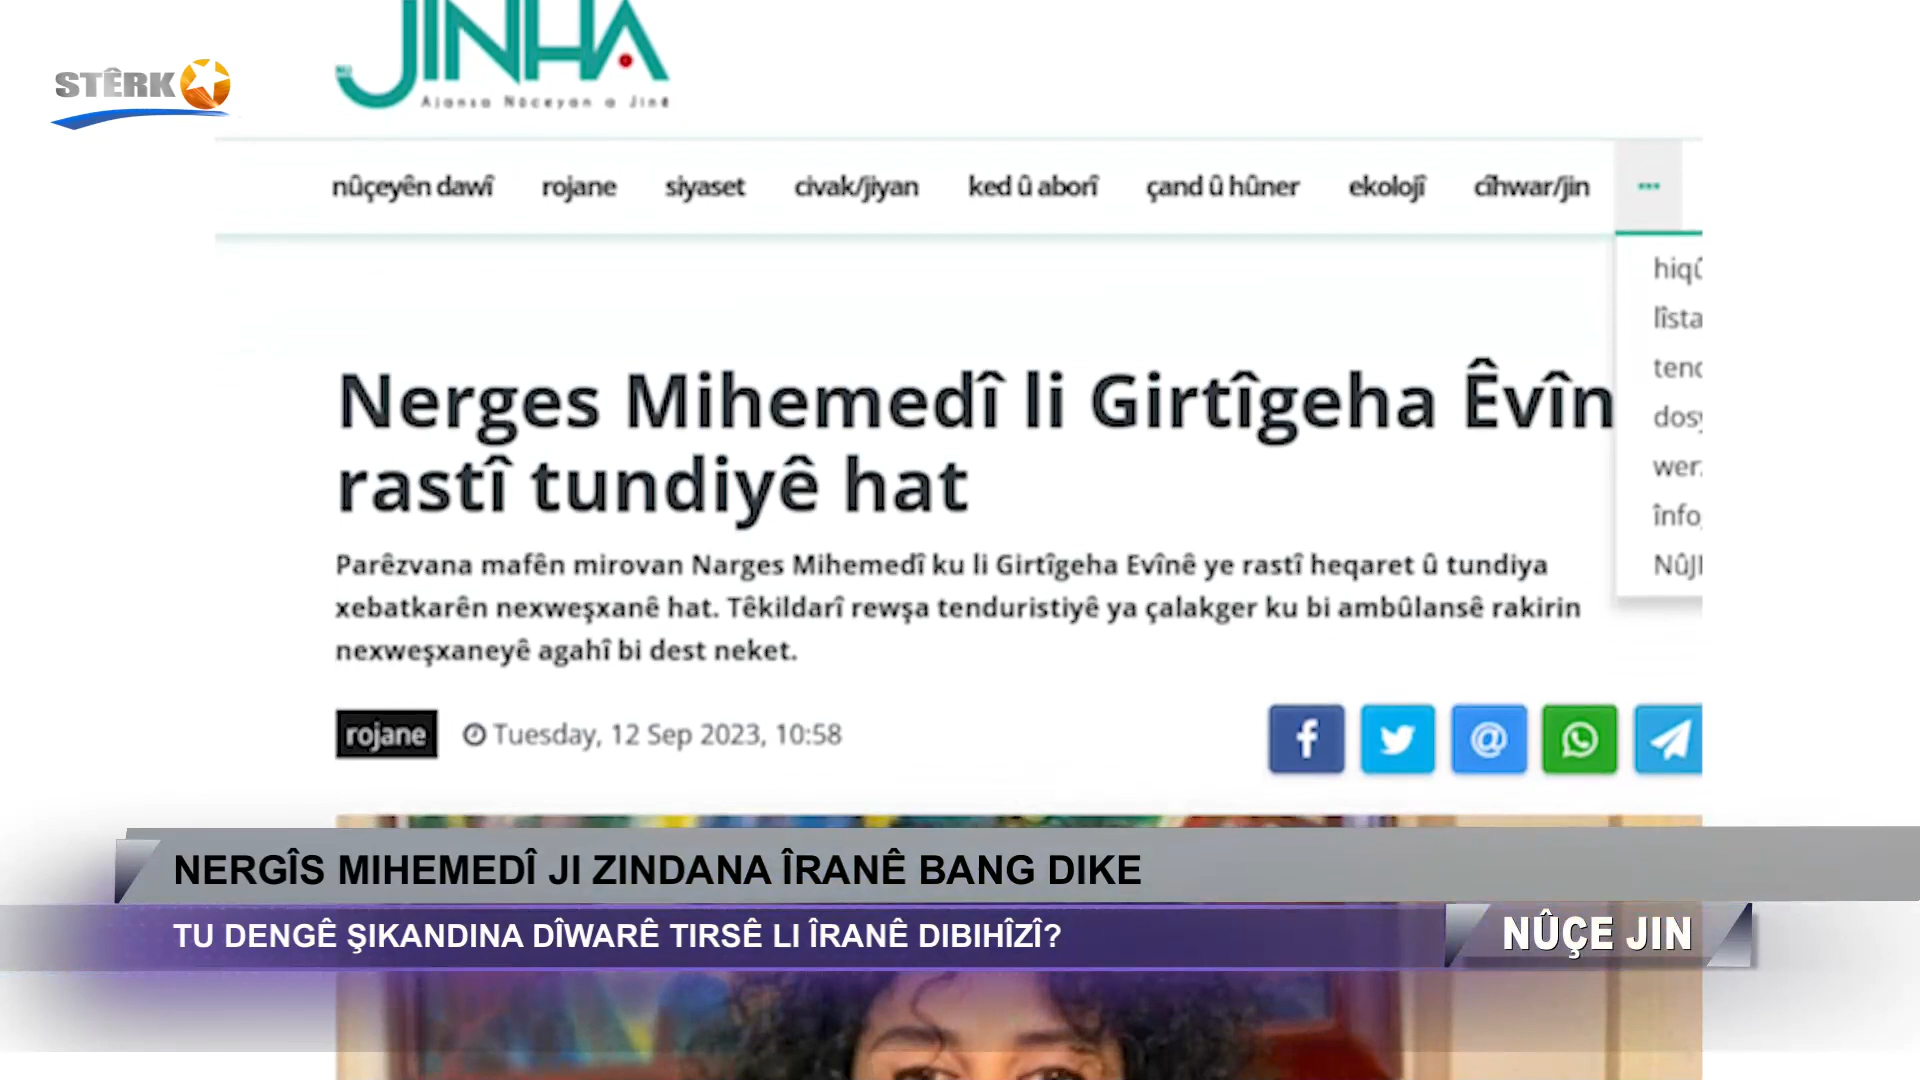 JINHA
Ajansa Nûçeyan a Jinê
STÊRK
nûçeyên dawî rojane siyaset civak/jiyan ked û aborî çand û hûner ekolojî cîhwar/jin ...
Nerges Mihemedî li Girtîgeha Êvîn
rastî tundiyê hat
Parêzvana mafên mirovan Narges Mihemedî ku li Girtîgeha Evînê ye rastî heqaret û tundiya
xebatkarên nexweşxanê hat. Têkildarî rewşa tenduristiyê ya çalakger ku bi ambûlansê rakirin
nexweşxaneyê agahî bi dest neket.
rojane Tuesday, 12 Sep 2023, 10:58
NERGÎS MIHEMEDÎ JI ZINDANA ÎRANÊ BANG DIKE
TU DENGÊ ŞIKANDINA DÎWARÊ TIRSÊ LI ÎRANÊ DIBIHÎZÎ?
NÛÇE JIN